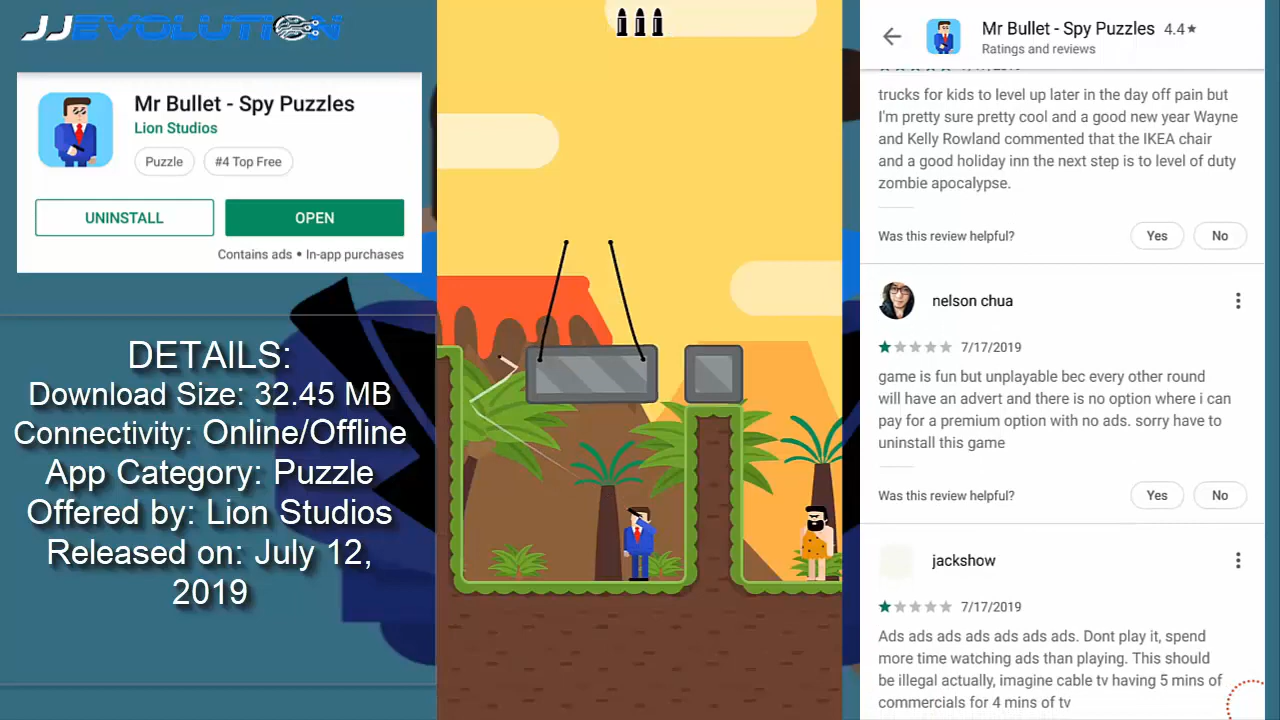 JJEVOLUTION
Mr Bullet - Spy Puzzles
Lion Studios
Puzzle
#4 Top Free
UNINSTALL
OPEN
Contains ads • In-app purchases
DETAILS:
Download Size: 32.45 MB
Connectivity: Online/Offline
App Category: Puzzle
Offered by: Lion Studios
Released on: July 12,
2019
Mr Bullet - Spy Puzzles 4.4★
Ratings and reviews
trucks for kids to level up later in the day off pain but
I'm pretty sure pretty cool and a good new year Wayne
and Kelly Rowland commented that the IKEA chair
and a good holiday inn the next step is to level of duty
zombie apocalypse.
Was this review helpful?
Yes
No
nelson chua
7/17/2019
game is fun but unplayable bec every other round
will have an advert and there is no option where i can
pay for a premium option with no ads. sorry have to
uninstall this game
Was this review helpful?
Yes
No
jackshow
7/17/2019
Ads ads ads ads ads ads ads. Dont play it, spend
more time watching ads than playing. This should
be illegal actually, imagine cable tv having 5 mins of
commercials for 4 mins of tv